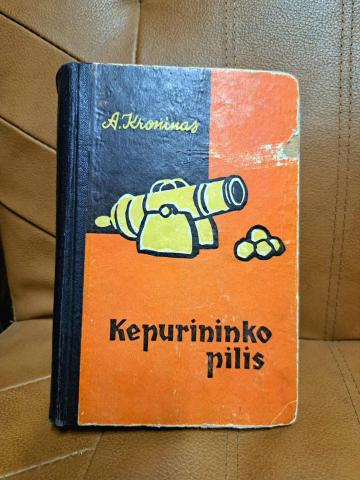 A. Kroninas
Kepurininko
pilis